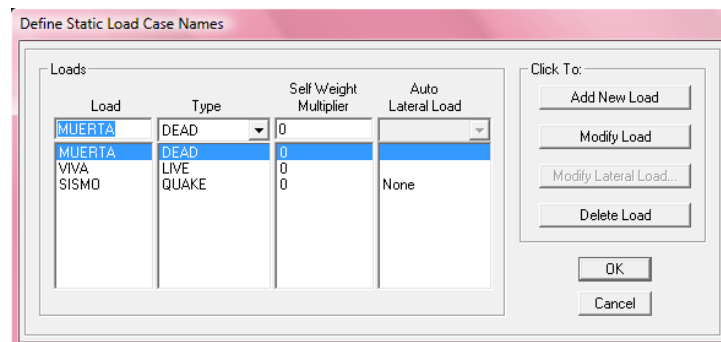 Define Static Load Case Names
Loads
Click To:
Load Type Self Weight Multiplier Auto Lateral Load
MUERTA DEAD 0
MUERTA DEAD 0
VIVA LIVE 0
SISMO QUAKE 0 None
Add New Load
Modify Load
Modify Lateral Load...
Delete Load
OK
Cancel